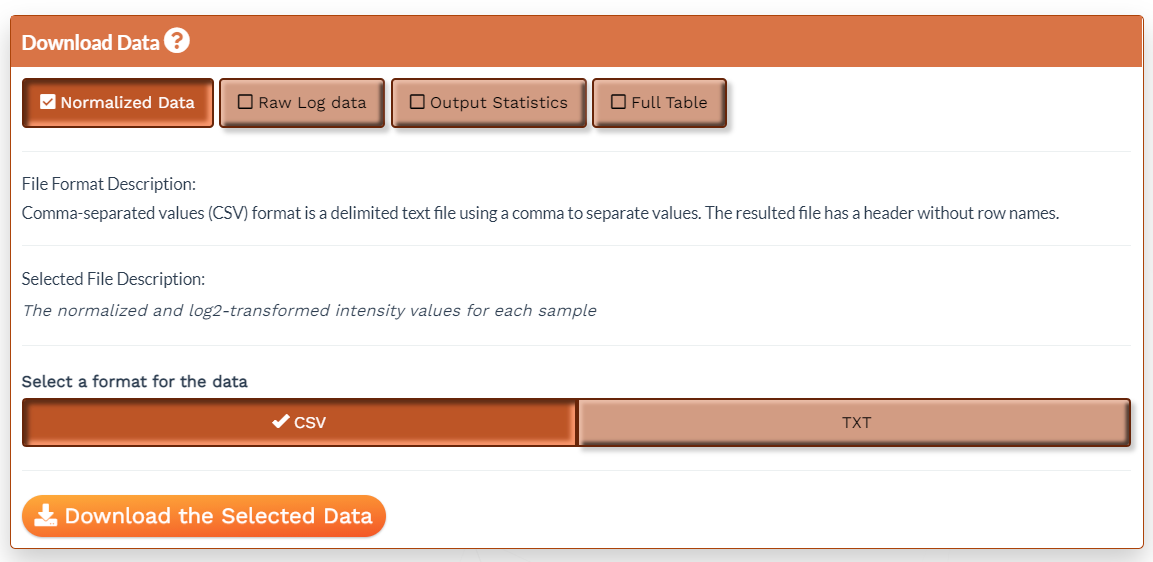 Download Data ?
Normalized Data Raw Log data Output Statistics Full Table
File Format Description:
Comma-separated values (CSV) format is a delimited text file using a comma to separate values. The resulted file has a header without row names.
Selected File Description:
The normalized and log2-transformed intensity values for each sample
Select a format for the data
CSV TXT
Download the Selected Data